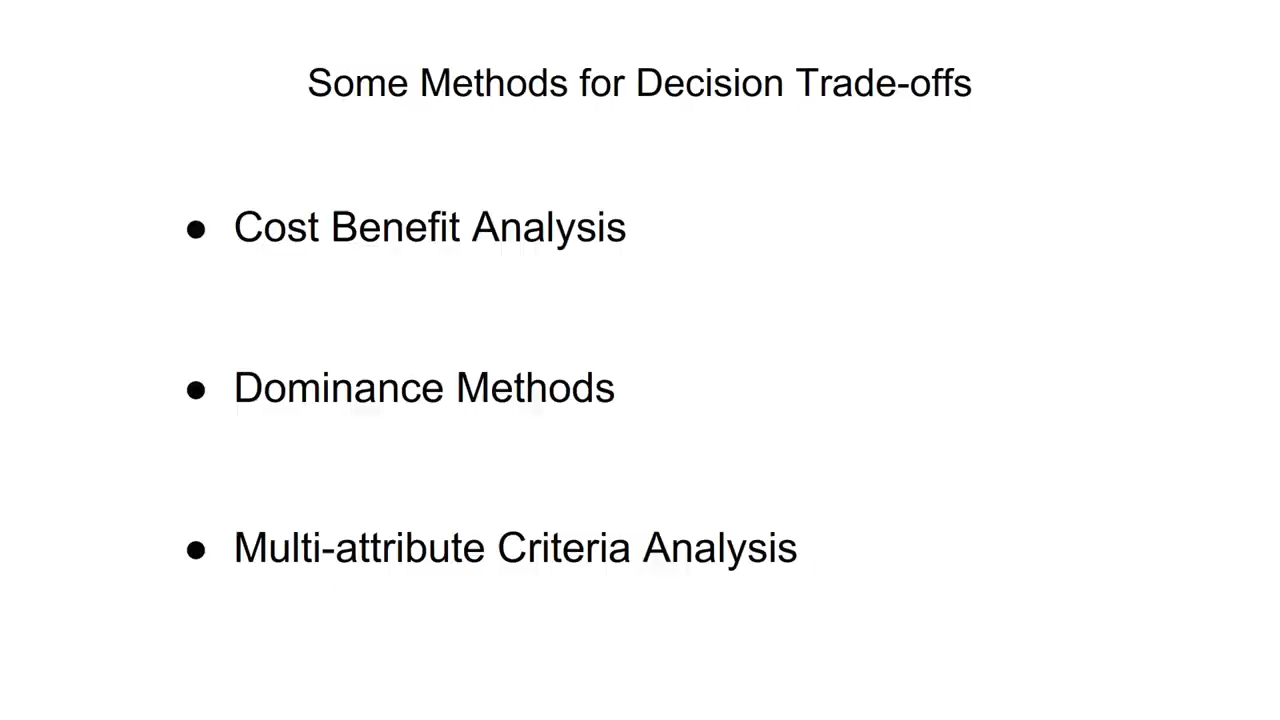 Some Methods for Decision Trade-offs
● Cost Benefit Analysis
● Dominance Methods
● Multi-attribute Criteria Analysis